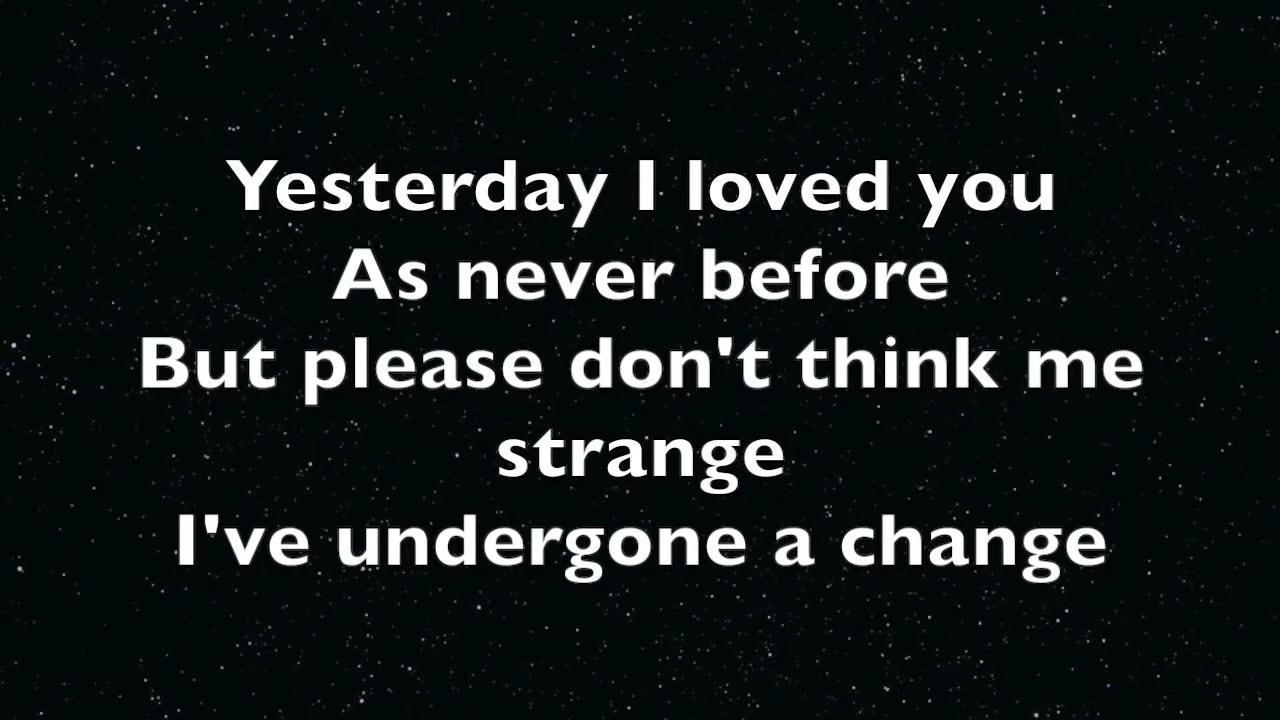 Yesterday I loved you
As never before
But please don't think me
strange
I've undergone a change